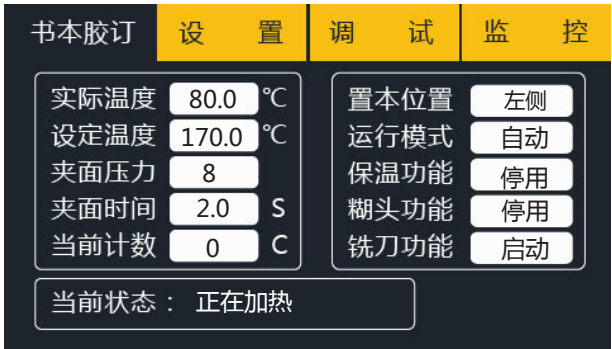 书本胶订 设置 调试 监控
实际温度 80.0 ℃
设定温度 170.0 ℃
夹面压力 8
夹面时间 2.0 S
当前计数 0 C
置本位置 左侧
运行模式 自动
保温功能 停用
糊头功能 停用
铣刀功能 启动
当前状态： 正在加热